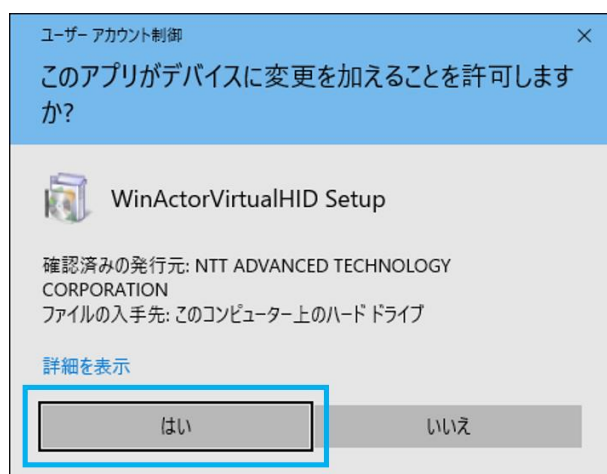 ユーザー アカウント制御
このアプリがデバイスに変更を加えることを許可します
か?
WinActorVirtualHID Setup
確認済みの発行元: NTT ADVANCED TECHNOLOGY
CORPORATION
ファイルの入手先: このコンピューター上のハード ドライブ
詳細を表示
はい
いいえ